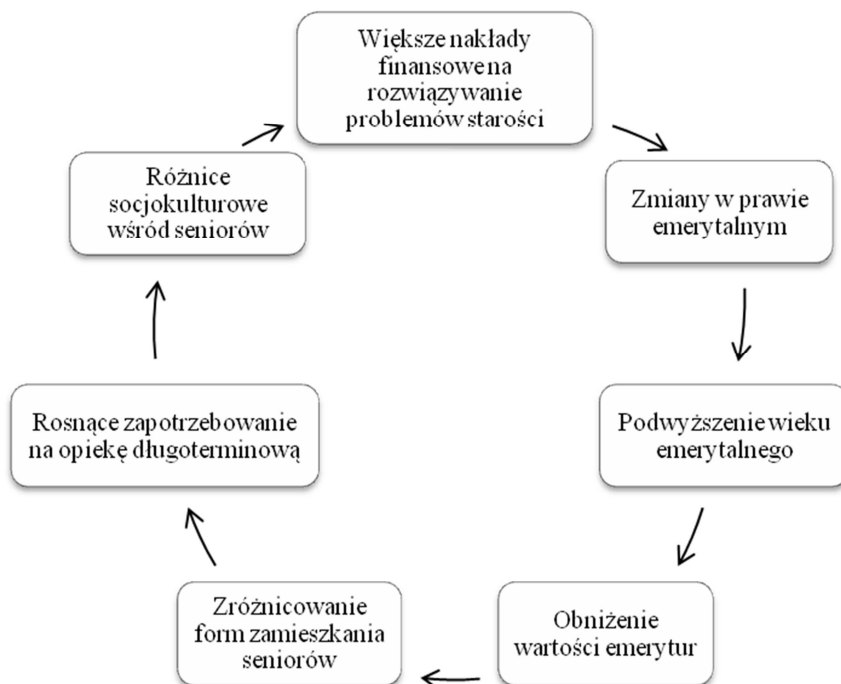 Większe nakłady
finansowe na
rozwiązywanie
problemów starości
Zmiany w prawie
emerytalnym
Podwyższenie wieku
emerytalnego
Obniżenie
wartości emerytur
Zróżnicowanie
form zamieszkania
seniorów
Rosnące zapotrzebowanie
na opiekę długoterminową
Różnice
socjokulturowe
wśród seniorów